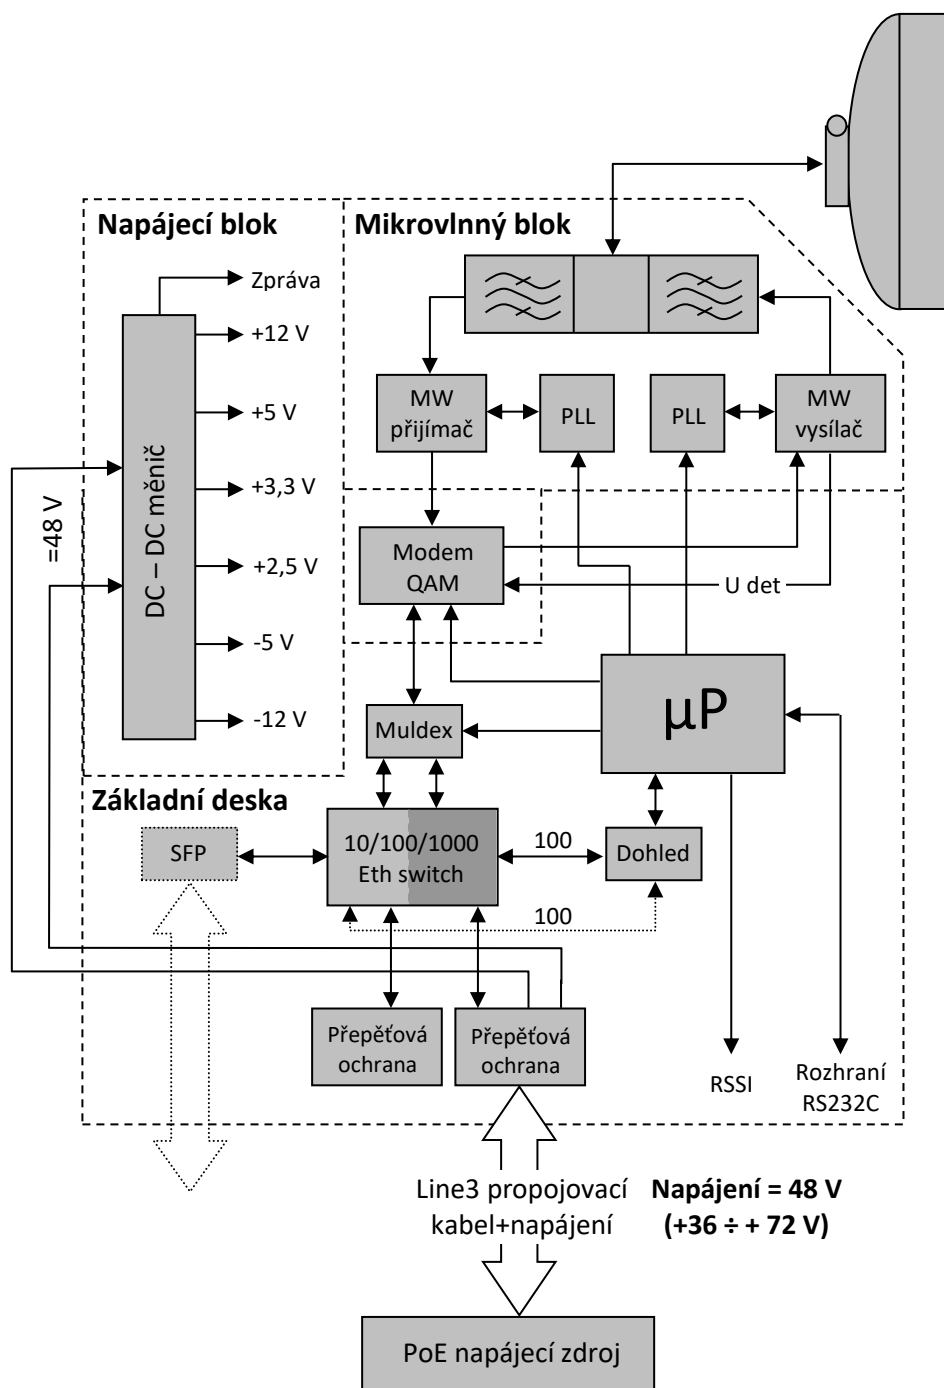 Napájecí blok
Mikrovlnný blok
Zpráva
+12 V
+5 V
+3,3 V
+2,5 V
-5 V
-12 V
DC – DC měnič
=48 V
MW
přijímač
PLL
PLL
MW
vysílač
Modem
QAM
U det
µP
Muldex
Základní deska
SFP
10/100/1000
Eth switch
100
Dohled
100
Přepěťová
ochrana
Přepěťová
ochrana
RSSI
Rozhraní
RS232C
Line3 propojovací
kabel+napájení
Napájení = 48 V
(+36 ÷ + 72 V)
PoE napájecí zdroj